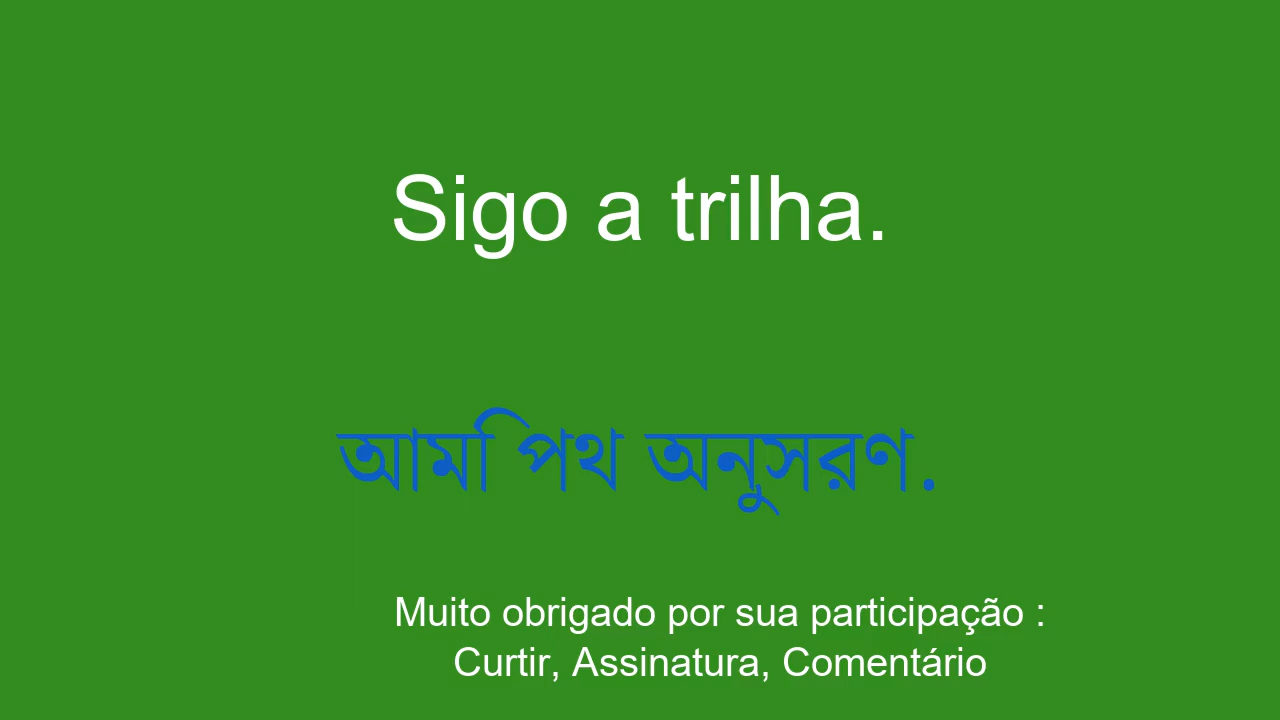 Sigo a trilha.
আমি পথ অনুসরণ.
Muito obrigado por sua participação :
Curtir, Assinatura, Comentário